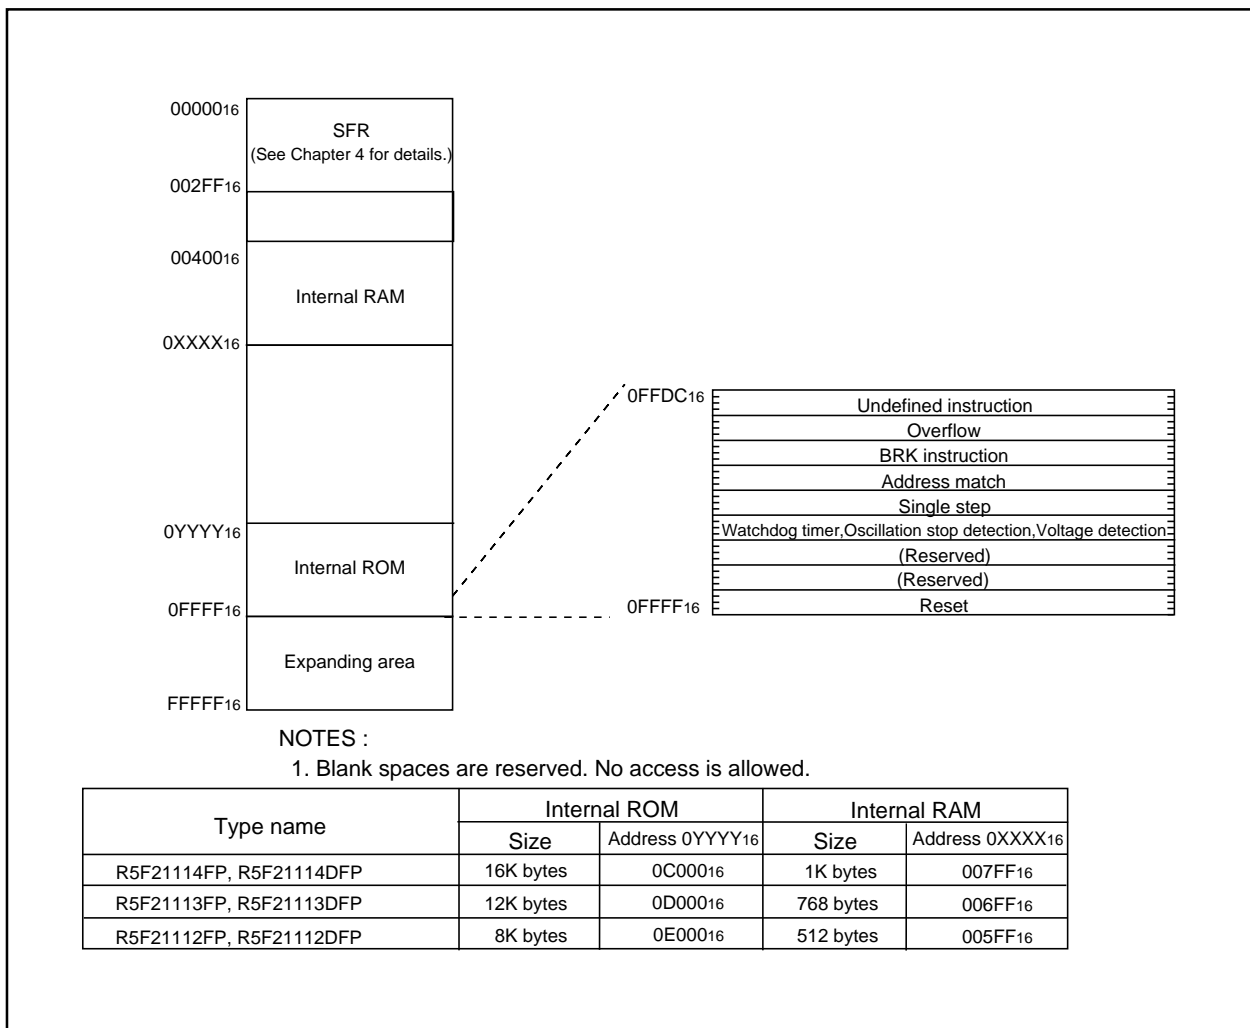 0000016
SFR
(See Chapter 4 for details.)
002FF16
0040016
Internal RAM
0XXXX16
0YYYY16
Internal ROM
0FFFF16
Expanding area
FFFFF16
0FFDC16
Undefined instruction
Overflow
BRK instruction
Address match
Single step
Watchdog timer,Oscillation stop detection,Voltage detection
(Reserved)
(Reserved)
0FFFF16
Reset
NOTES :
1. Blank spaces are reserved. No access is allowed.
Type name Internal ROM Internal RAM
Size Address 0YYYY16 Size Address 0XXXX16
R5F21114FP, R5F21114DFP 16K bytes 0C00016 1K bytes 007FF16
R5F21113FP, R5F21113DFP 12K bytes 0D00016 768 bytes 006FF16
R5F21112FP, R5F21112DFP 8K bytes 0E00016 512 bytes 005FF16